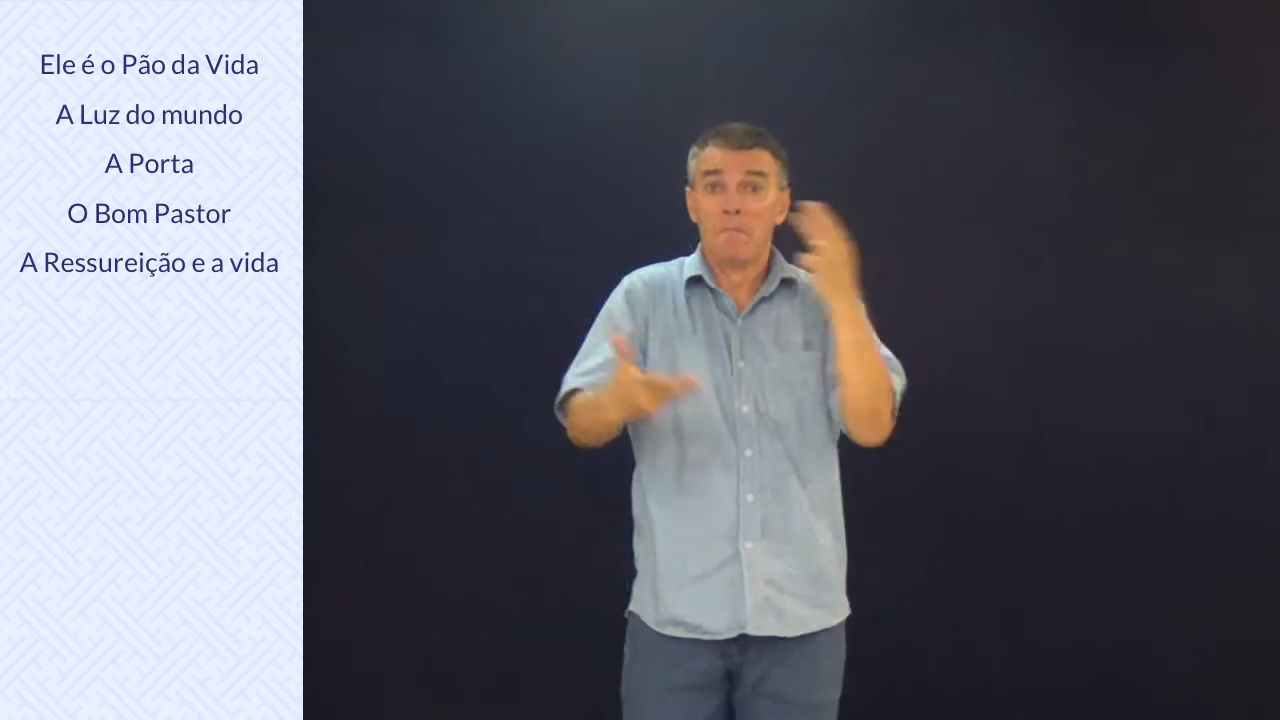 Ele é o Pão da Vida
A Luz do mundo
A Porta
O Bom Pastor
A Ressureição e a vida